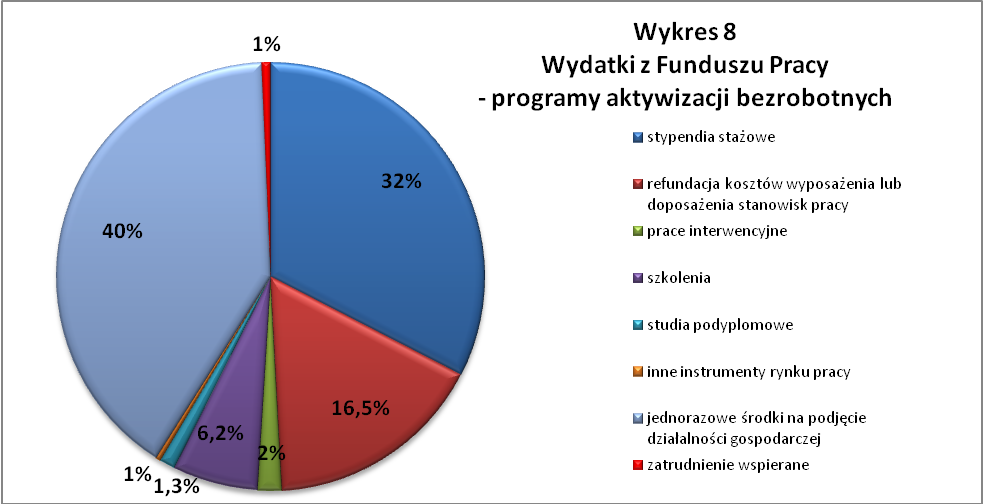 Wykres 8
Wydatki z Funduszu Pracy
- programy aktywizacji bezrobotnych
1%
32%
40%
16,5%
6,2%
2%
1%
1,3%
stypendia stażowe
refundacja kosztów wyposażenia lub
doposażenia stanowisk pracy
prace interwencyjne
szkolenia
studia podyplomowe
inne instrumenty rynku pracy
jednorazowe środki na podjęcie
działalności gospodarczej
zatrudnienie wspierane